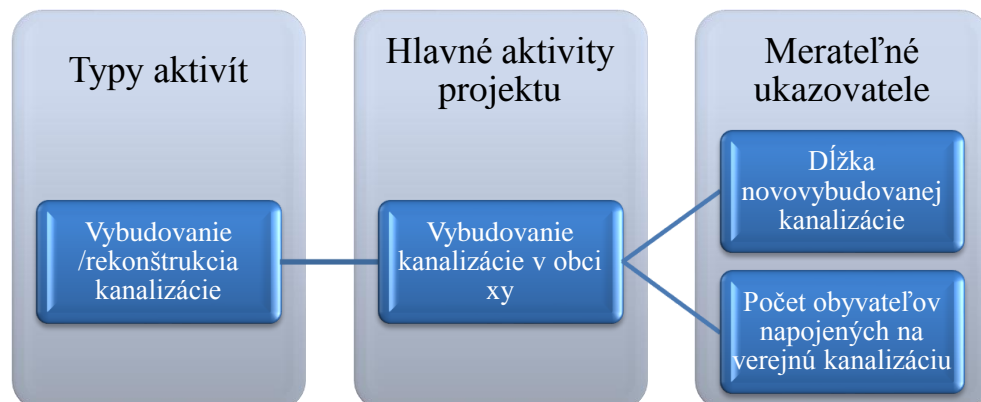 Typy aktivít
Vybudovanie
/rekonštrukcia
kanalizácie
Hlavné aktivity
projektu
Vybudovanie
kanalizácie v obci
xy
Merateľné
ukazovatele
Dĺžka
novovybudovanej
kanalizácie
Počet obyvateľov
napojených na
verejnú kanalizáciu